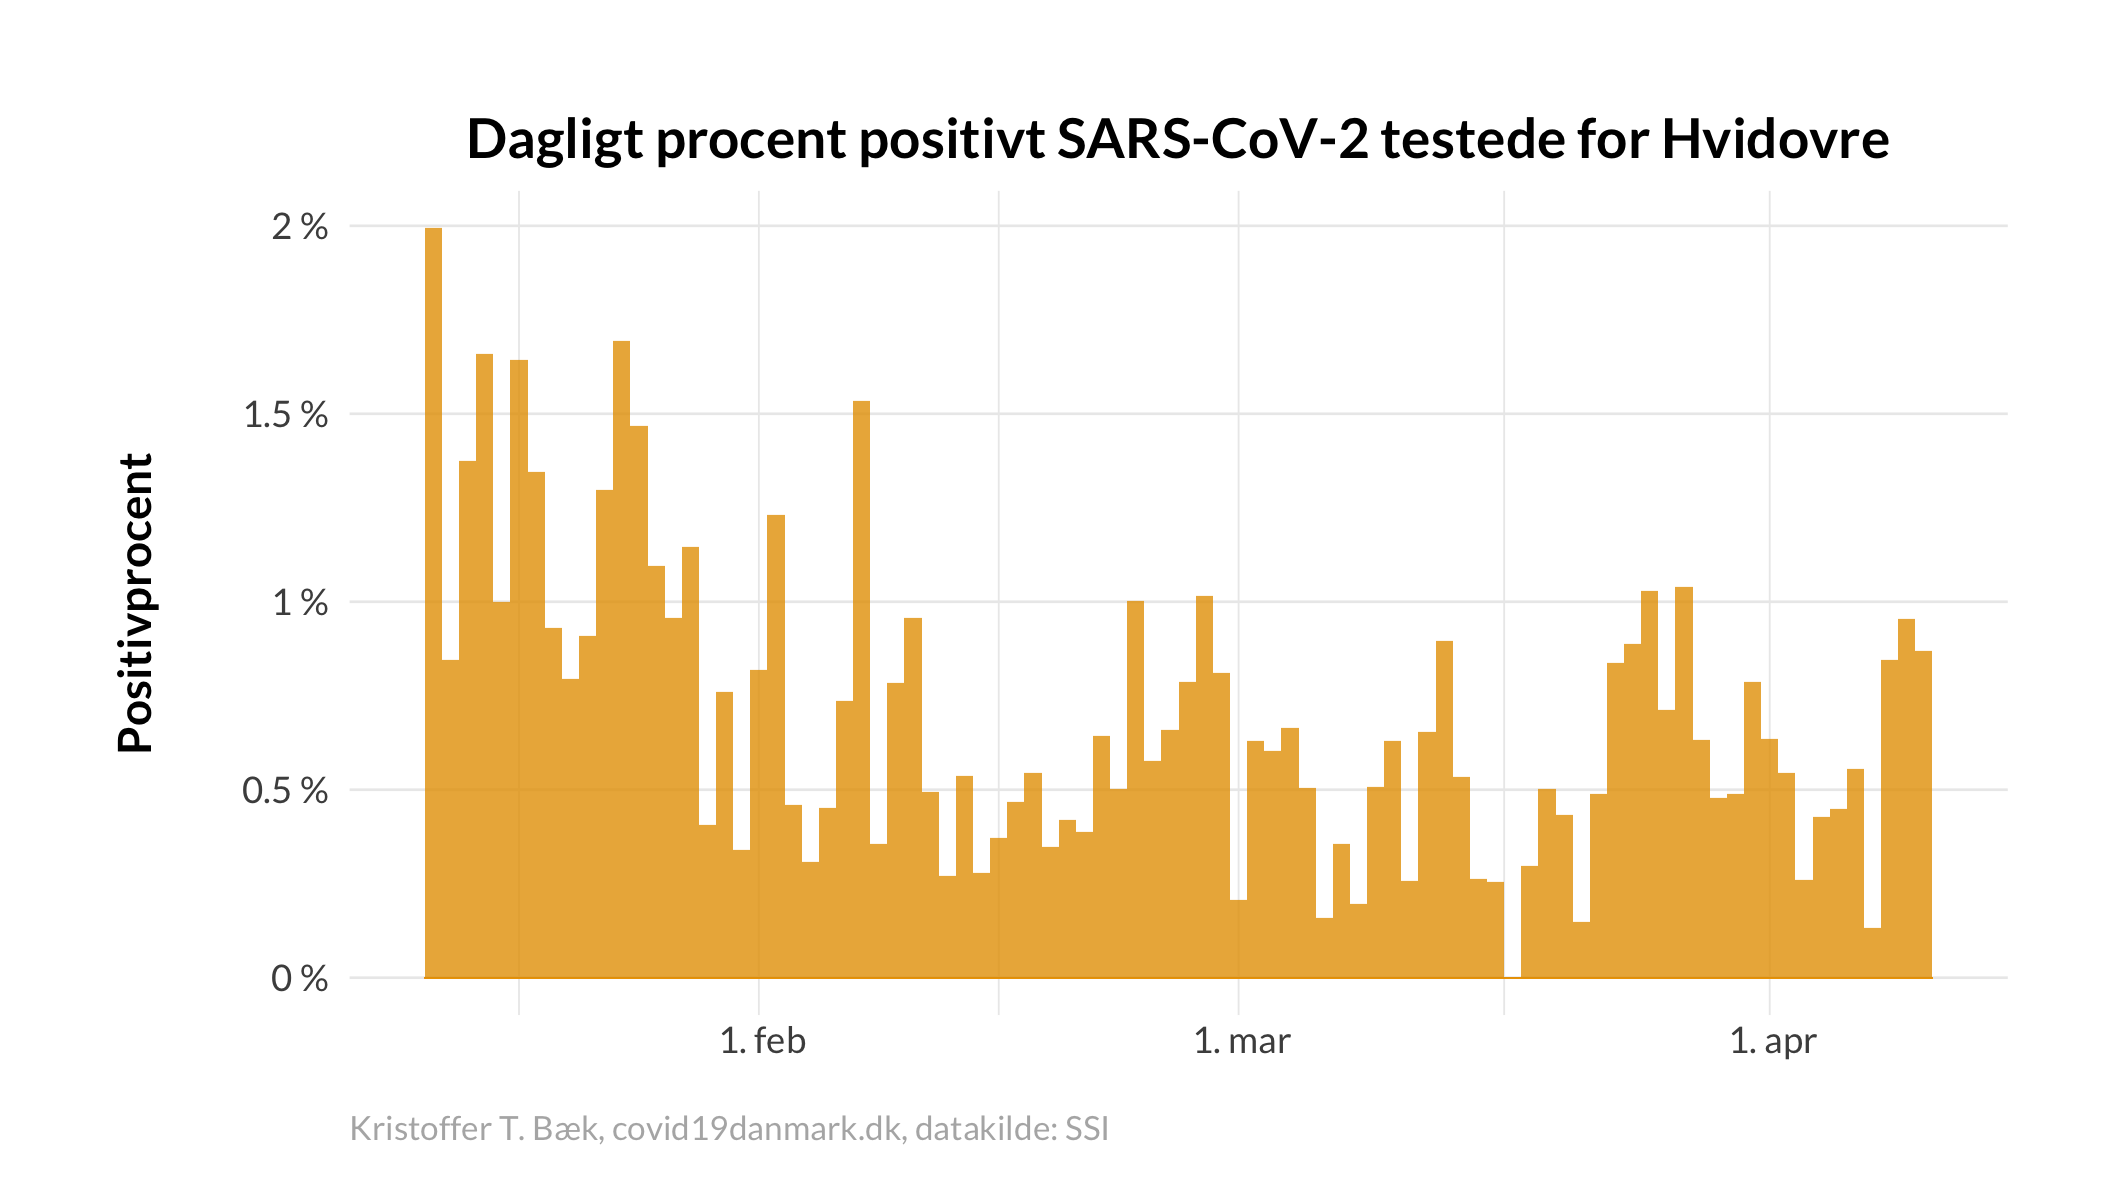 Dagligt procent positivt SARS-CoV-2 testede for Hvidovre
Positivprocent
2 %
1.5 %
1 %
0.5 %
0 %
1. feb
1. mar
1. apr
Kristoffer T. Bæk, covid19danmark.dk, datakilde: SSI